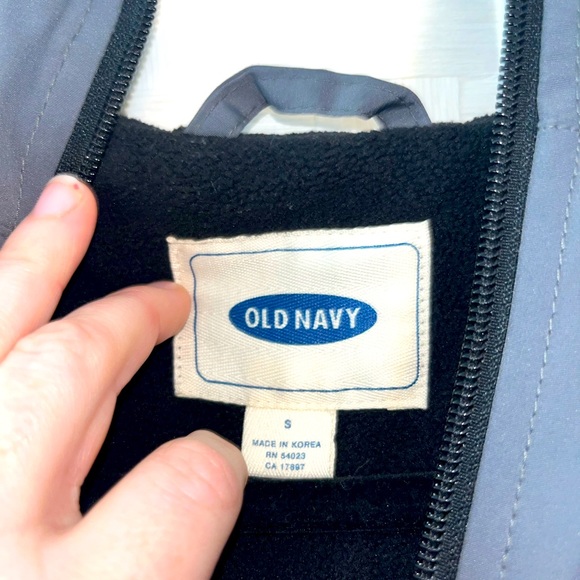 OLD NAVY
S
MADE IN KOREA
RN 54023
CA 17897